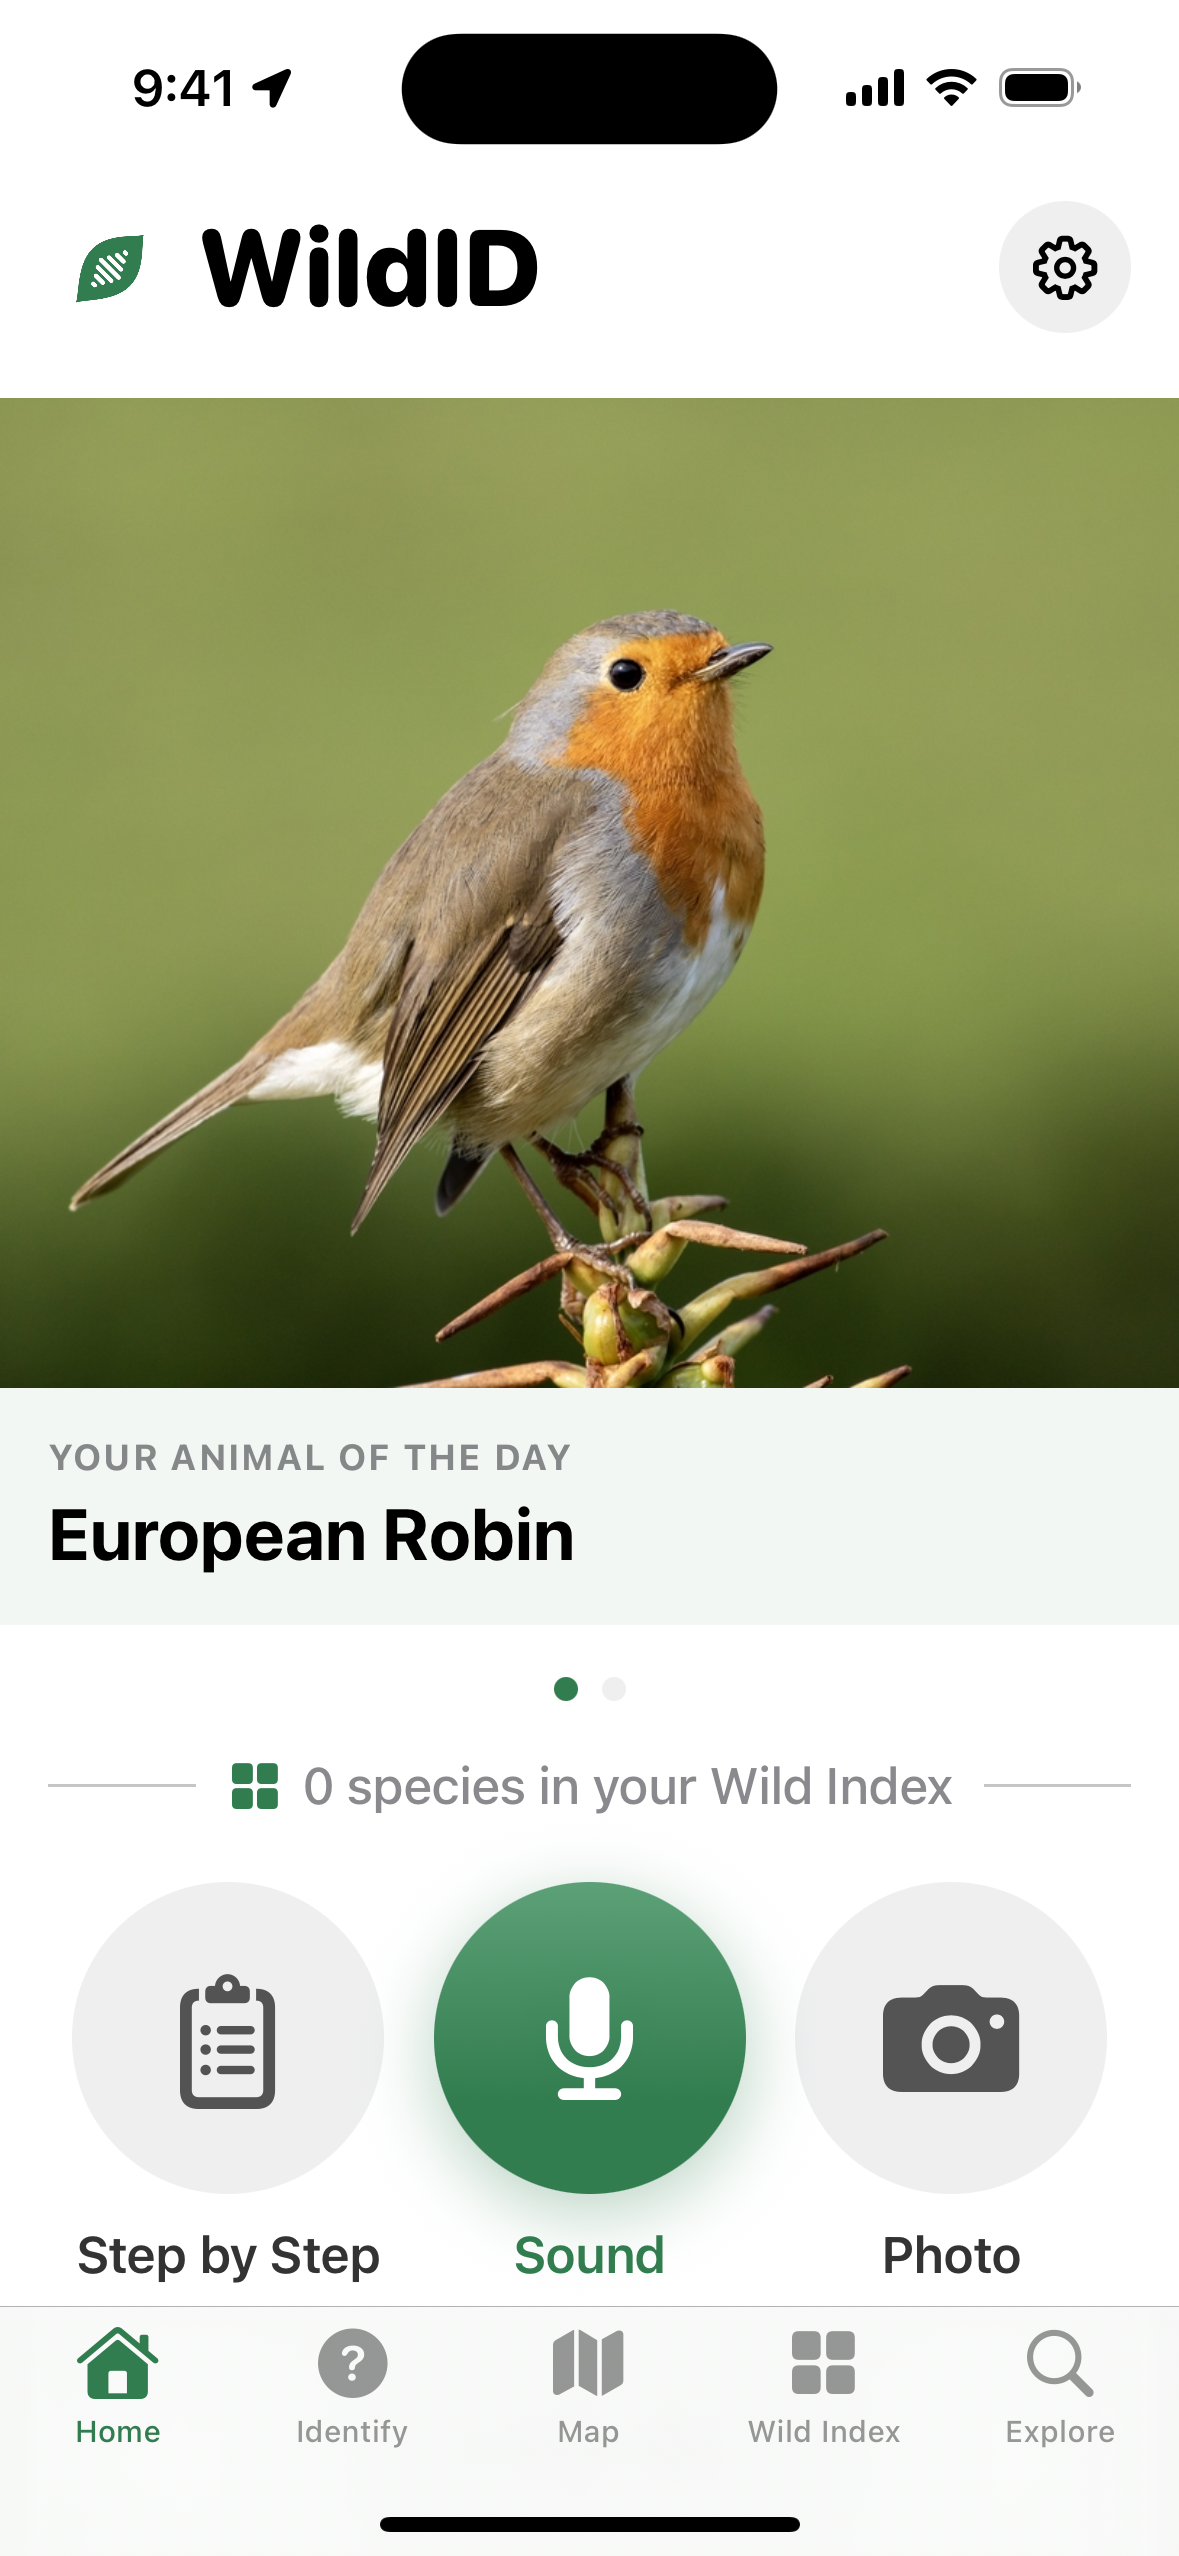 9:41
WildID
YOUR ANIMAL OF THE DAY
European Robin
0 species in your Wild Index
Step by Step
Sound
Photo
Home
Identify
Map
Wild Index
Explore